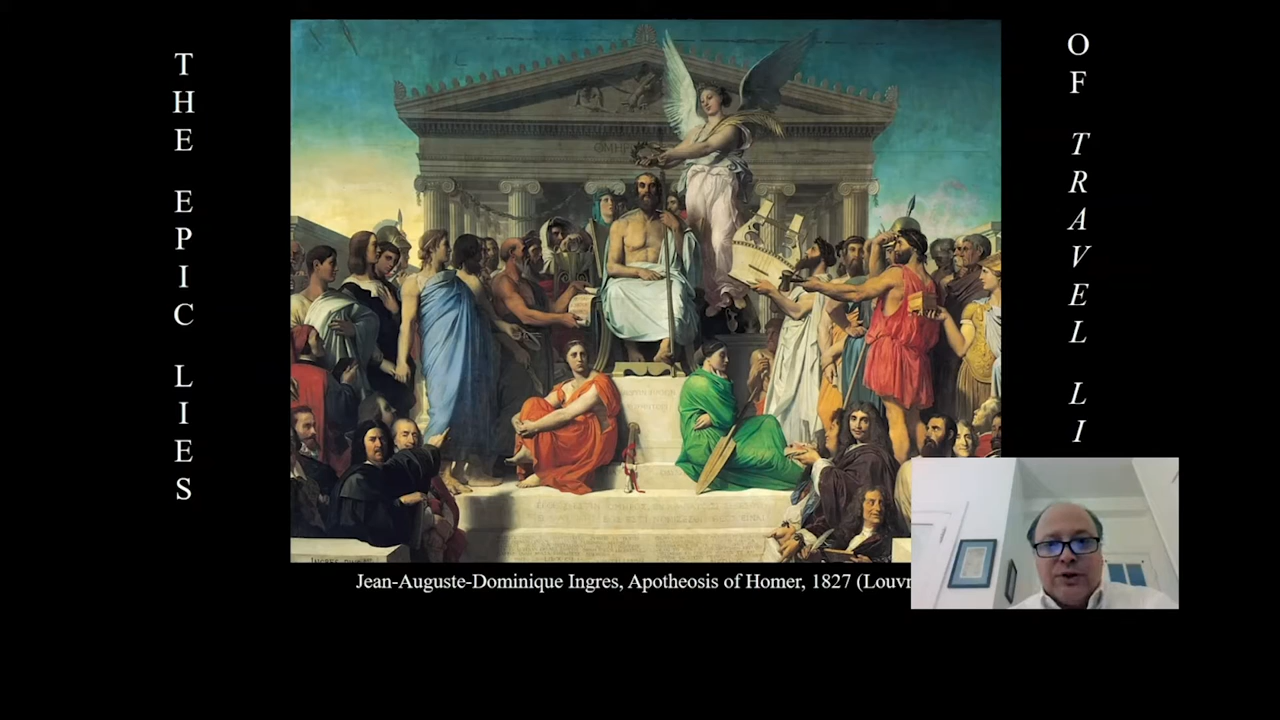 THE EPIC LIES
OF TRAVEL LI
Jean-Auguste-Dominique Ingres, Apotheosis of Homer, 1827 (Louvr